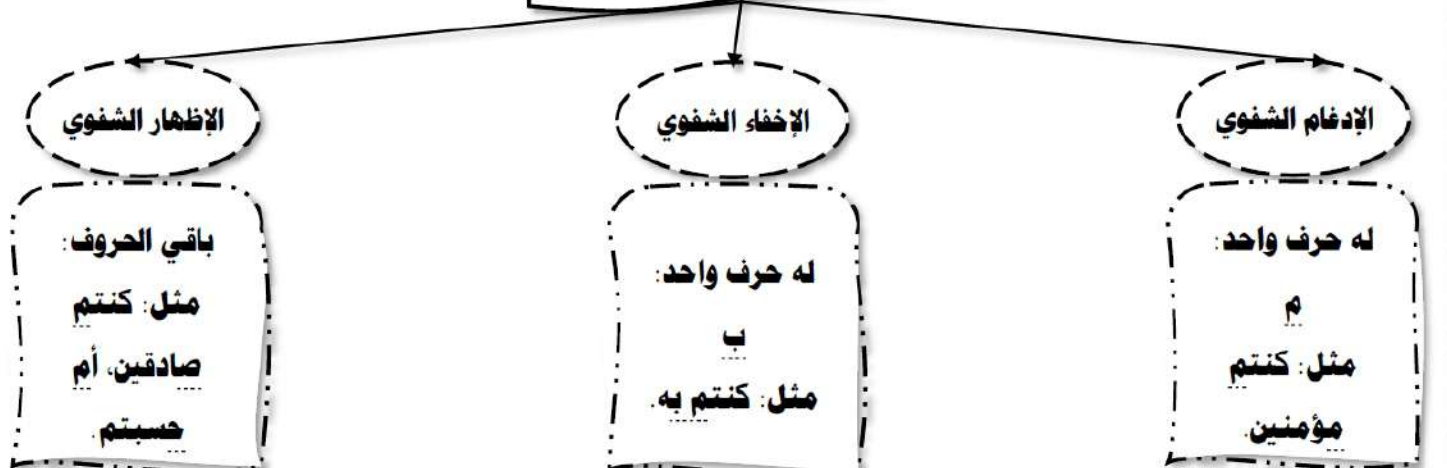 الإدغام الشفوي
له حرف واحد:
م
مثل: كنتم
مؤمنين.
الإخفاء الشفوي
له حرف واحد:
ب
مثل: كنتم به.
الإظهار الشفوي
باقي الحروف:
مثل: كنتم
صادقين، أم
حسبتم.